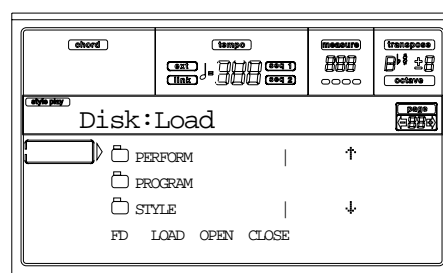 chord tempo measure transpose
ext seq 1
link seq 2
octave
style play page
Disk:Load
PERFORM
PROGRAM
STYLE
FD LOAD OPEN CLOSE